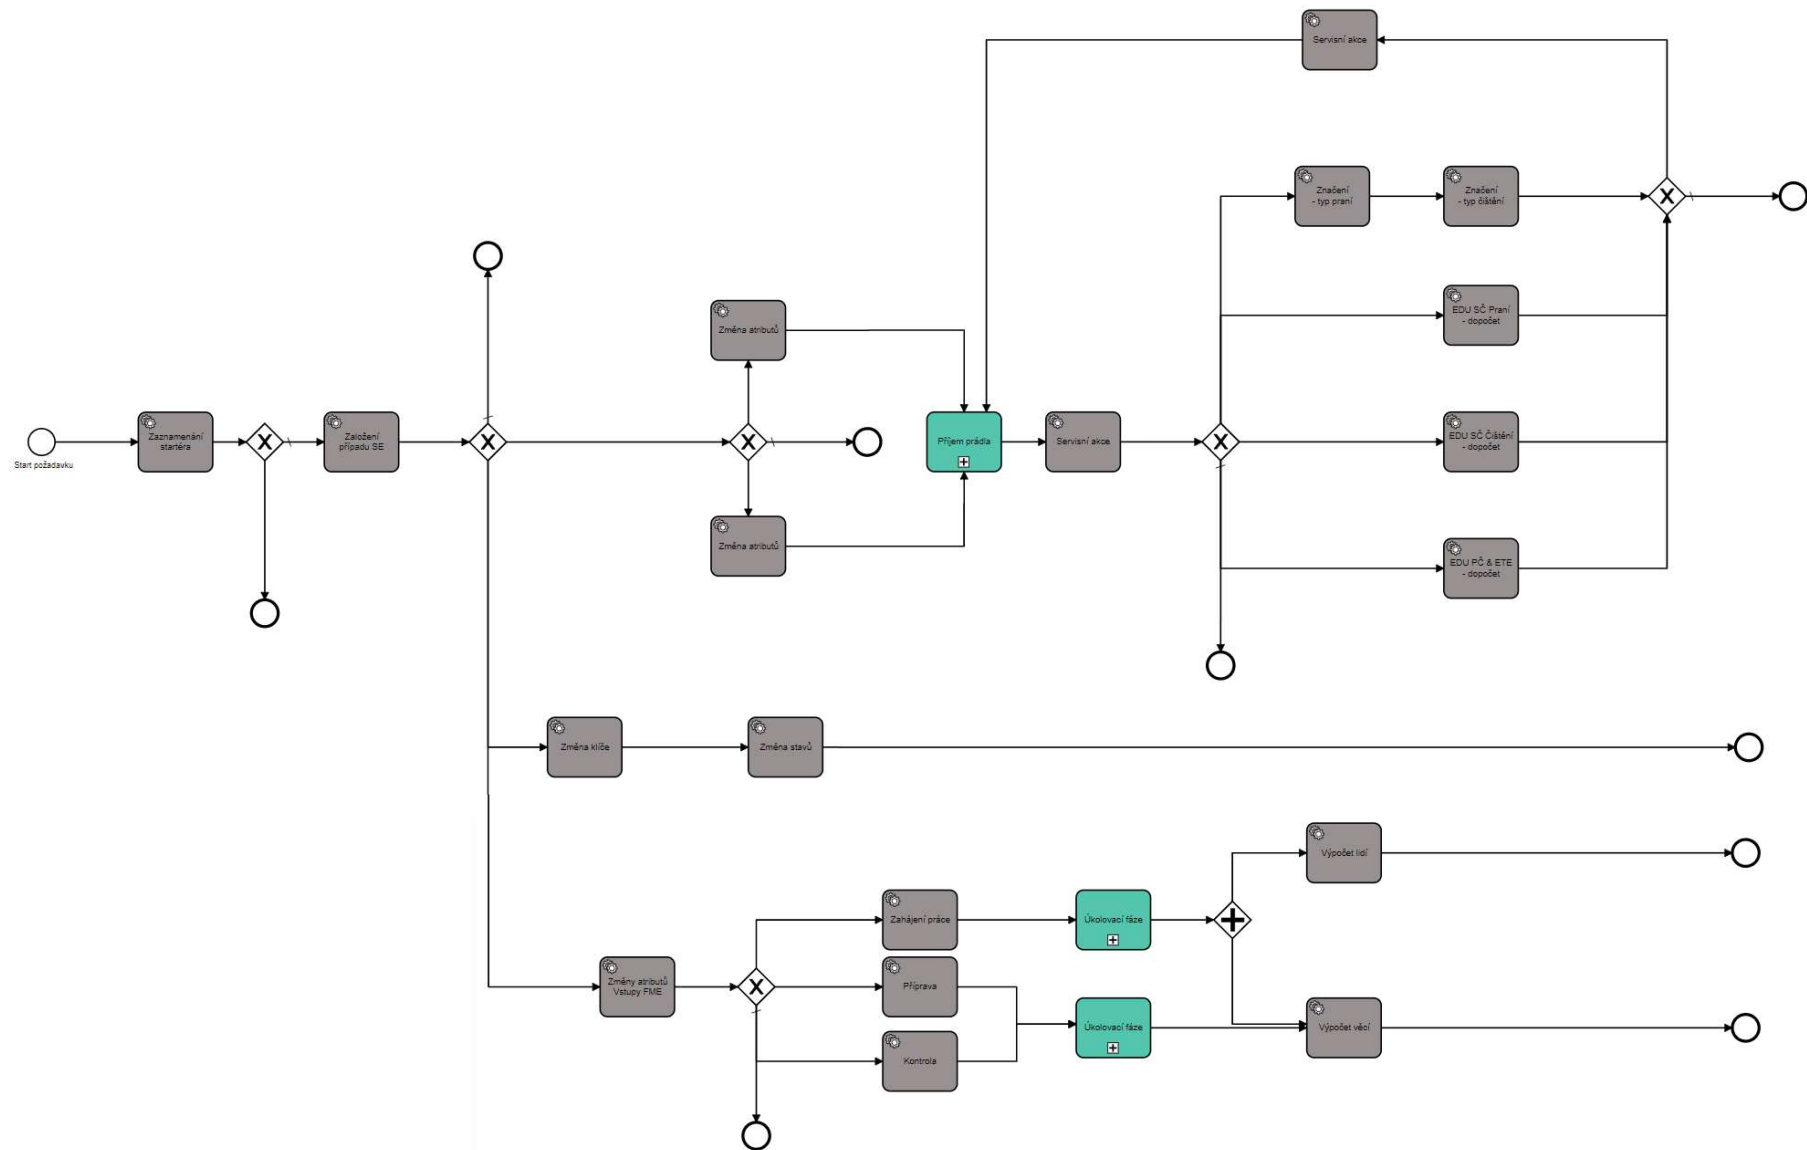 Servisní akce
Značení
- typ praní
Značení
- typ čištění
EDU SČ Praní
- dopočet
Změna atributů
Start požadavku
Zaznamenání
startéra
Založení
případu SE
Příjem prádla
Servisní akce
EDU SČ Čištění
- dopočet
Změna atributů
EDU PČ & ETE
- dopočet
Změna klíče
Změna stavů
Výpočet lidí
Zahájení práce
Úkolovací fáze
Změny atributů
Vstupy FME
Příprava
Úkolovací fáze
Výpočet věcí
Kontrola